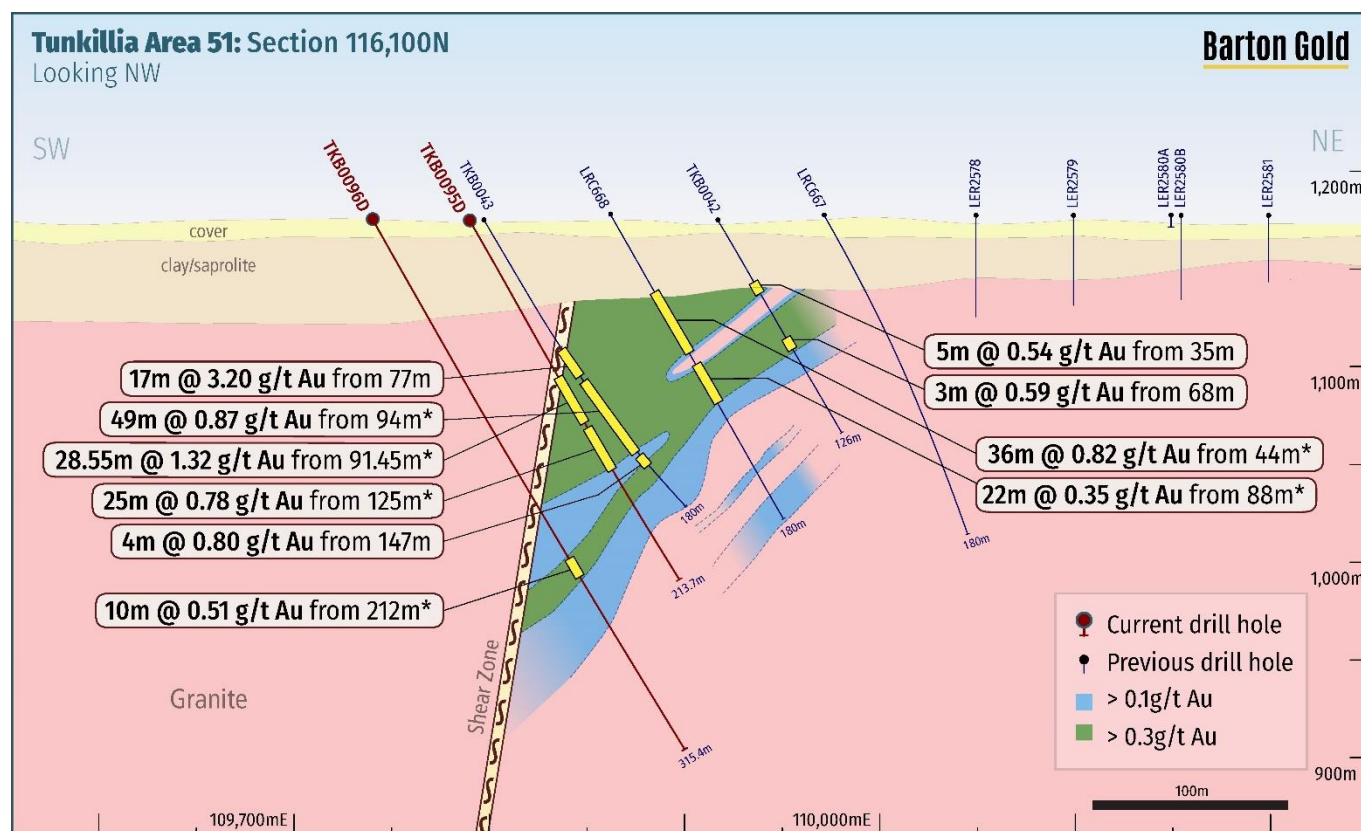 Tunkillia Area 51: Section 116,100N
Looking NW
Barton Gold
SW
NE
TKB0096D
TKB0095D
TKB0043
LRC668
TKB0042
LRC667
LER2578
LER2579
LER2580A
LER2580B
LER2581
1,200m
cover
clay/saprolite
17m @ 3.20 g/t Au from 77m
49m @ 0.87 g/t Au from 94m*
28.55m @ 1.32 g/t Au from 91.45m*
25m @ 0.78 g/t Au from 125m*
4m @ 0.80 g/t Au from 147m
10m @ 0.51 g/t Au from 212m*
5m @ 0.54 g/t Au from 35m
3m @ 0.59 g/t Au from 68m
36m @ 0.82 g/t Au from 44m*
22m @ 0.35 g/t Au from 88m*
1,100m
126m
180m
180m
180m
213.7m
315.4m
1,000m
Granite
Shear Zone
Current drill hole
Previous drill hole
> 0.1g/t Au
> 0.3g/t Au
900m
100m
109,700mE
110,000mE